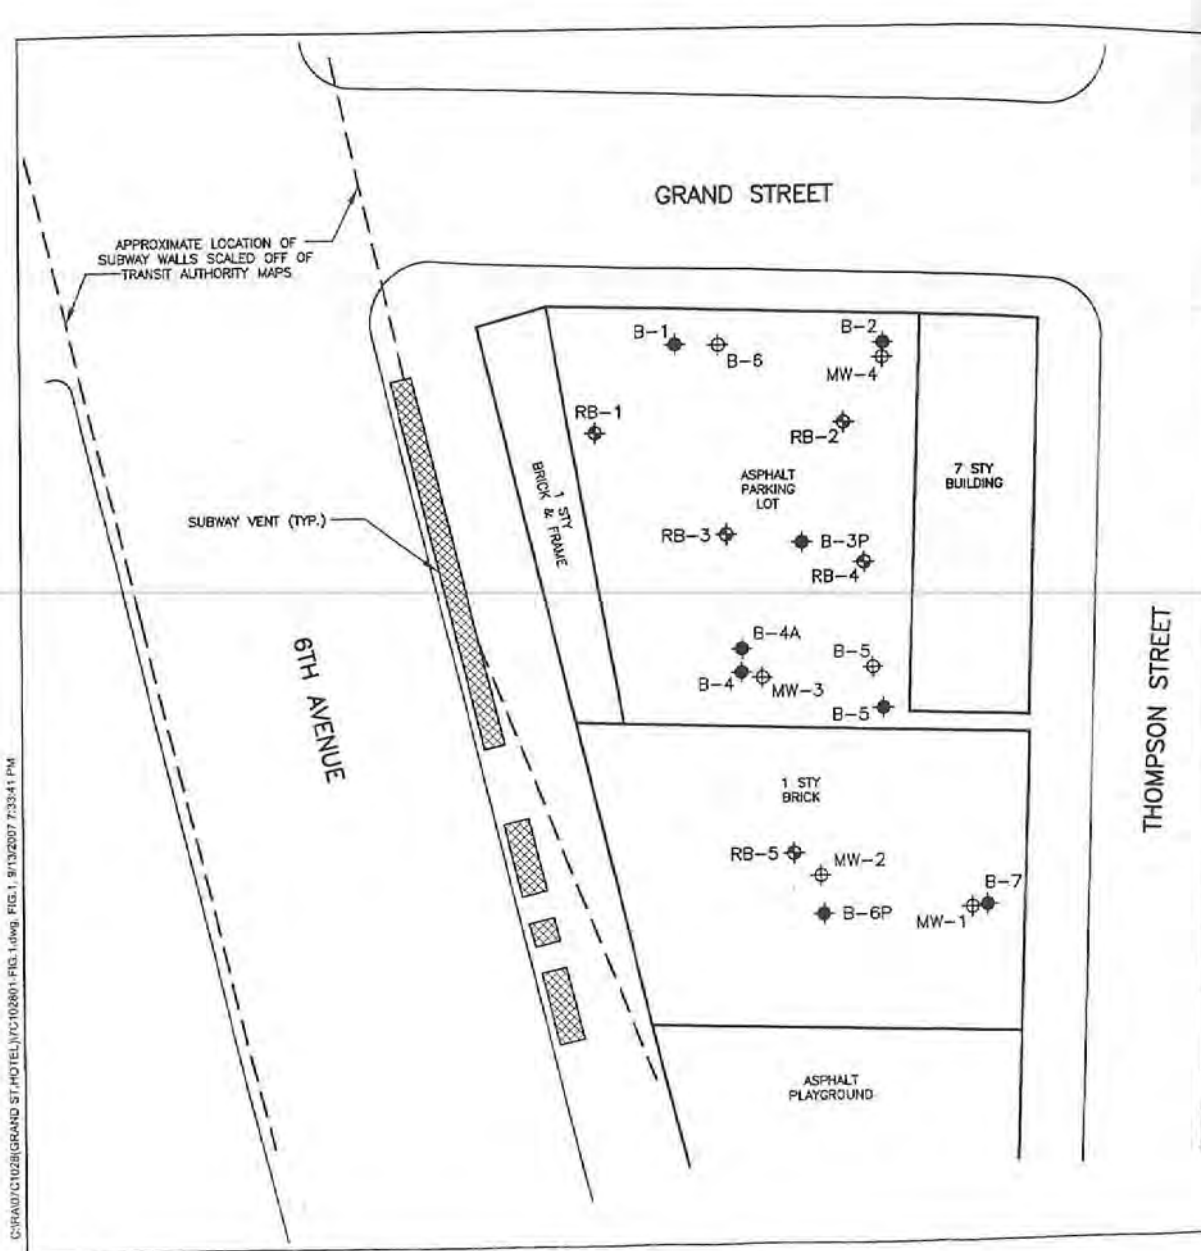 GRAND STREET
APPROXIMATE LOCATION OF
SUBWAY WALLS SCALED OFF OF
TRANSIT AUTHORITY MAPS
B-1
B-6
B-2
MW-4
RB-1
RB-2
1 STY
BRICK & FRAME
ASPHALT
PARKING
LOT
7 STY
BUILDING
SUBWAY VENT (TYP.)
RB-3
B-3P
RB-4
6TH AVENUE
B-4A
B-4
MW-3
B-5
B-5
THOMPSON STREET
1 STY
BRICK
RB-5
MW-2
B-6P
MW-1
B-7
ASPHALT
PLAYGROUND